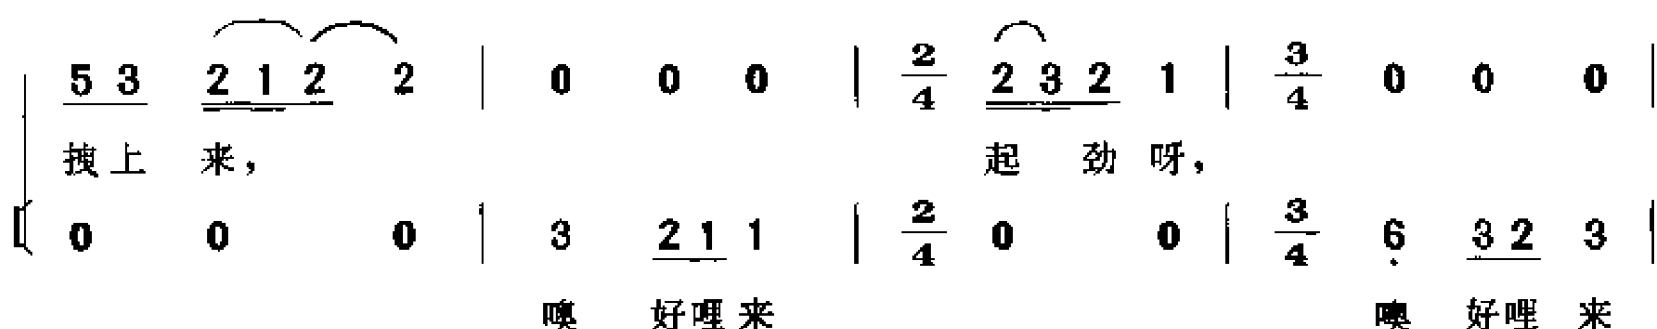 5 3 2 1 2 2 | 0 0 0 | 2/4 2 3 2 1 | 3/4 0 0 0 |
拽上 来, 起 劲 呀,
0 0 0 | 3 2 1 1 | 2/4 0 0 | 3/4 6̣ 3 2 3 |
噢 好哩来 噢 好哩 来